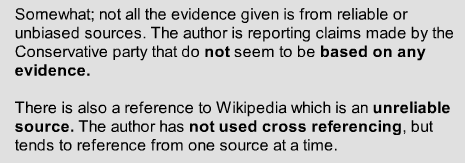 Somewhat; not all the evidence given is from reliable or
unbiased sources. The author is reporting claims made by the
Conservative party that do not seem to be based on any
evidence.
There is also a reference to Wikipedia which is an unreliable
source. The author has not used cross referencing, but
tends to reference from one source at a time.